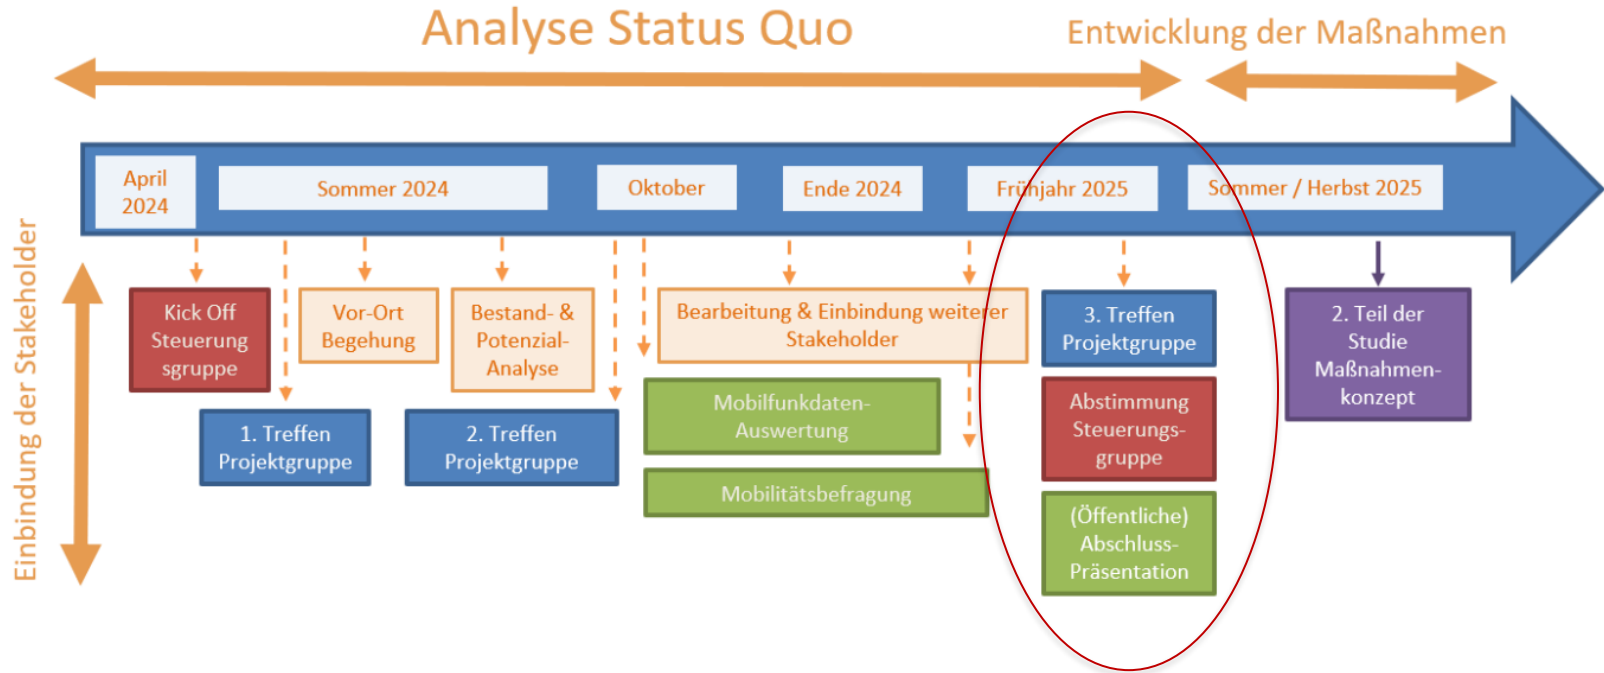 Analyse Status Quo
Entwicklung der Maßnahmen
April
2024
Sommer 2024
Oktober
Ende 2024
Frühjahr 2025
Sommer / Herbst 2025
Einbindung der Stakeholder
Kick Off
Steuerung
sgruppe
Vor-Ort
Begehung
Bestand- &
Potenzial-
Analyse
Bearbeitung & Einbindung weiterer
Stakeholder
3. Treffen
Projektgruppe
2. Teil der
Studie
Maßnahmen-
konzept
1. Treffen
Projektgruppe
2. Treffen
Projektgruppe
Mobilfunkdaten-
Auswertung
Abstimmung
Steuerungs-
gruppe
Mobilitätsbefragung
(Öffentliche)
Abschluss-
Präsentation